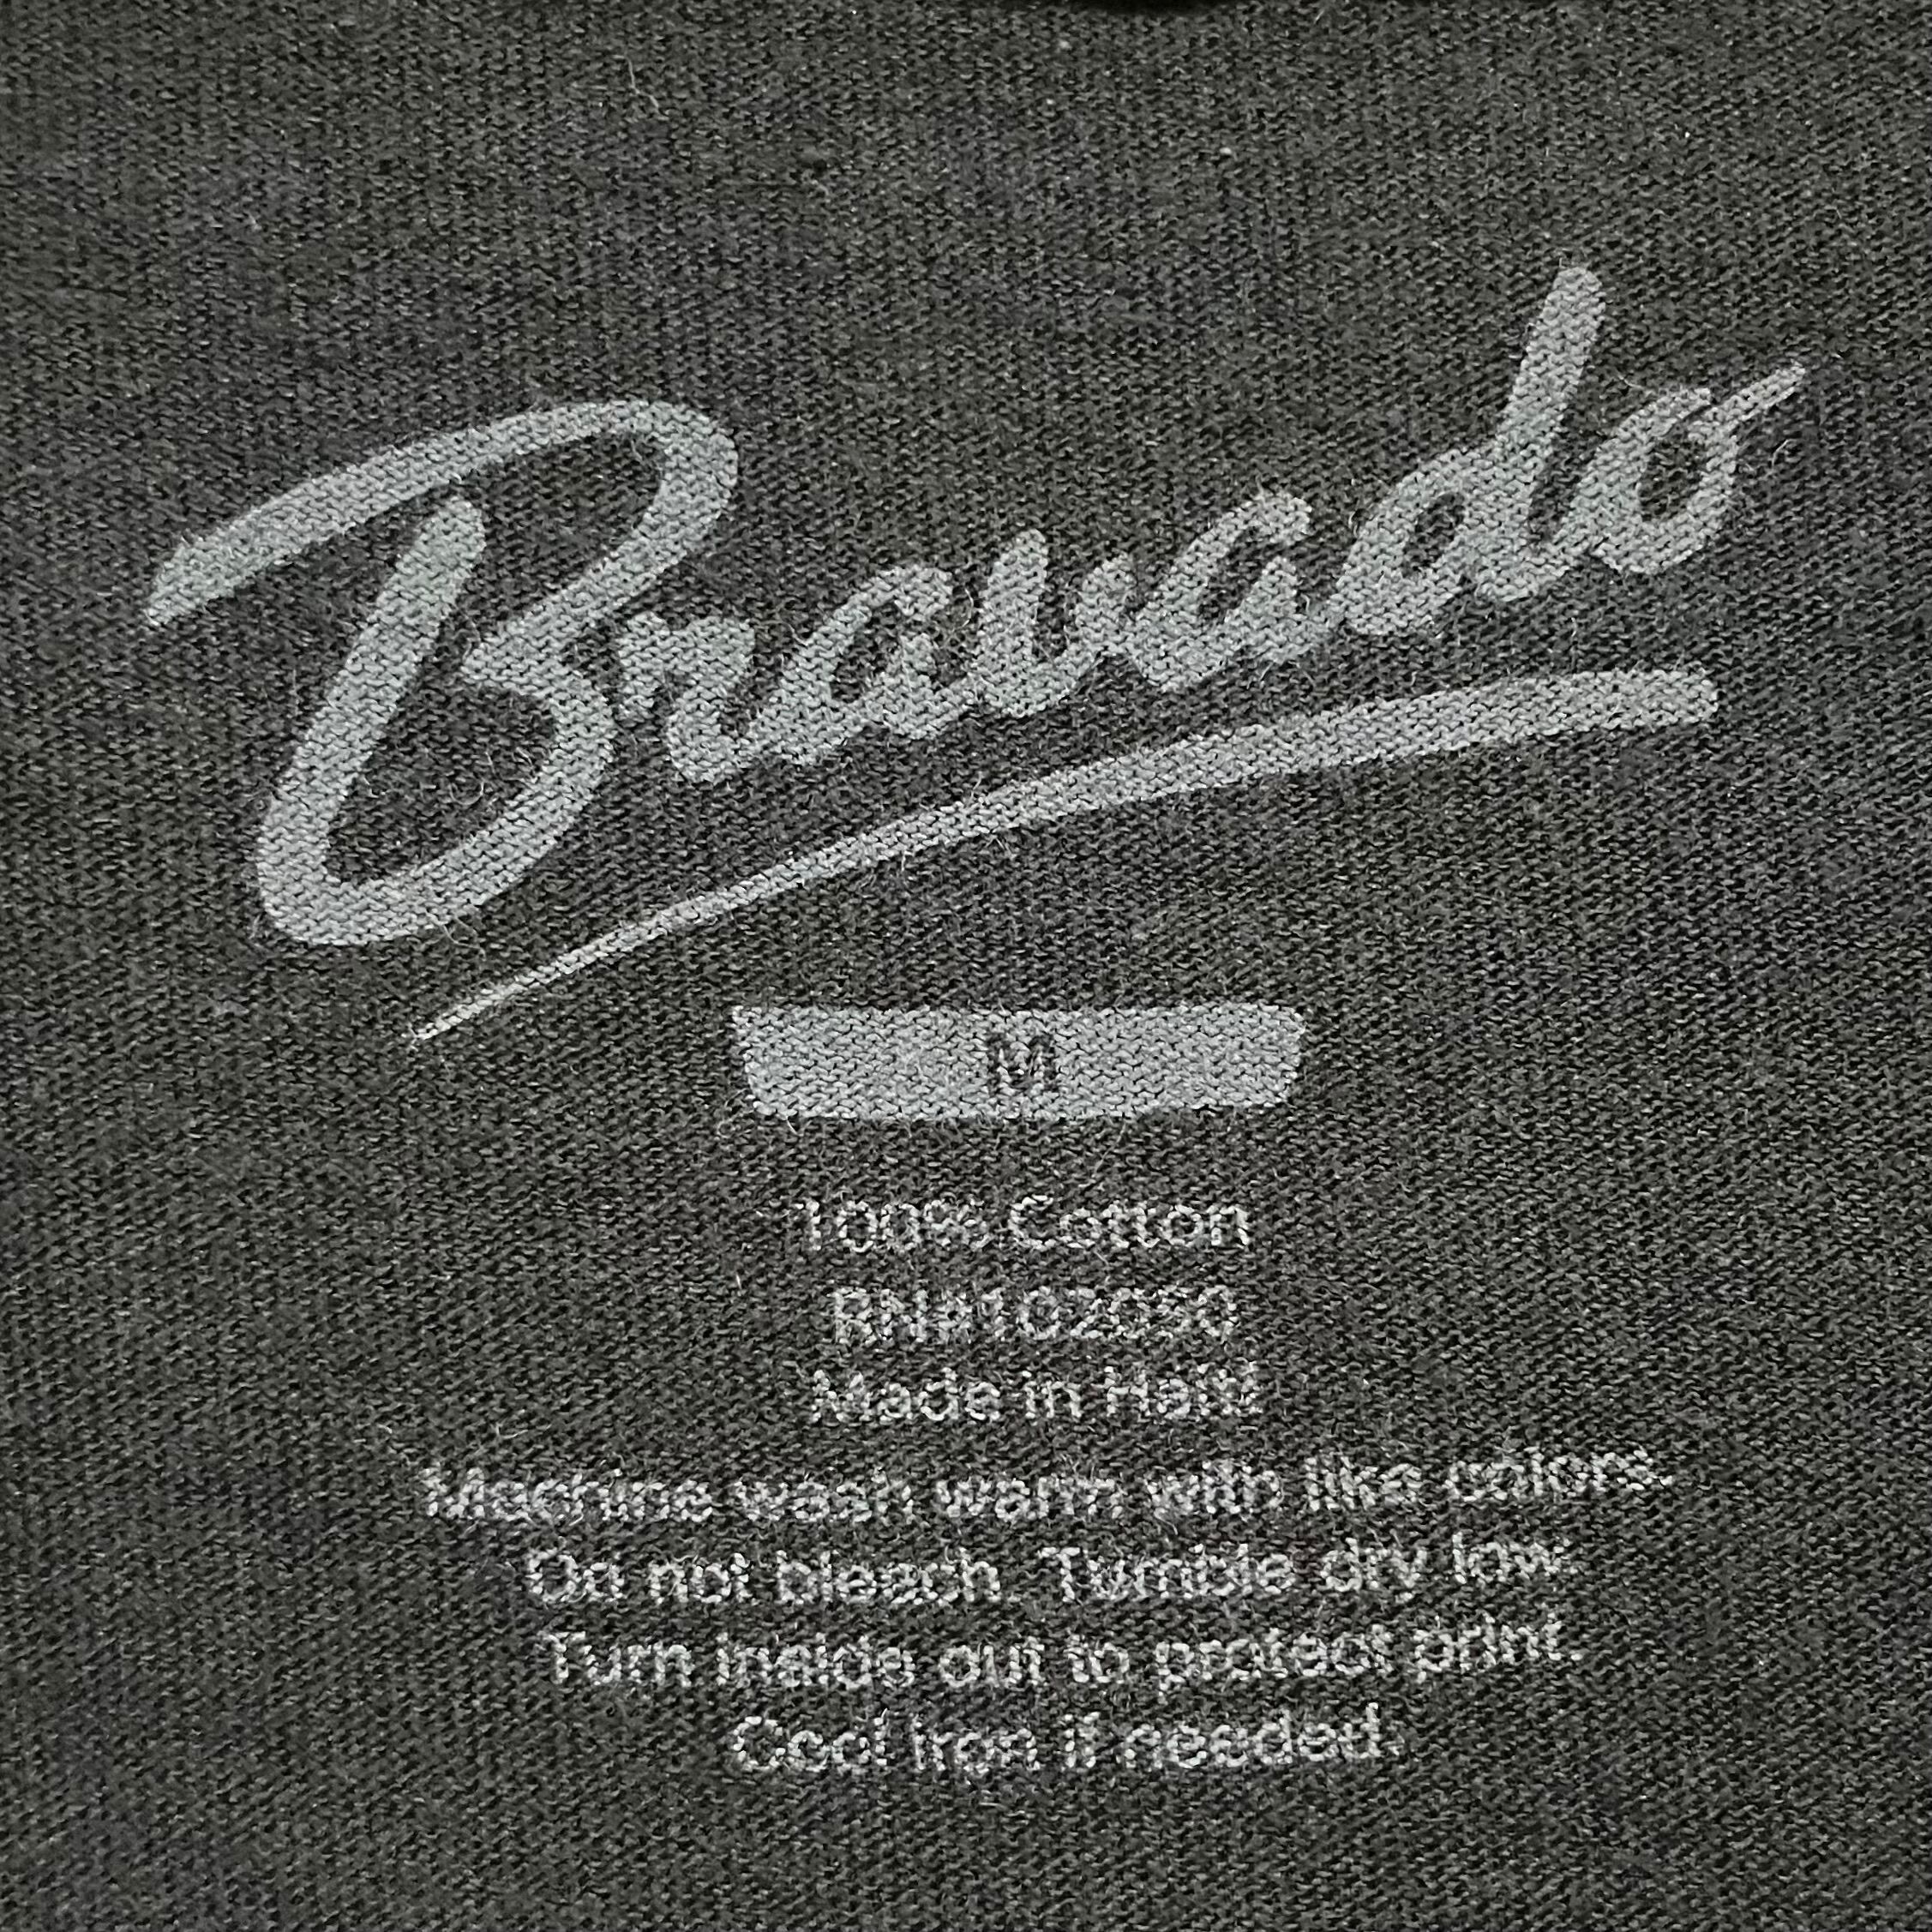 Bravado
M
100% Cotton
RN#102050
Made in Haiti
Machine wash warm with like colors.
Do not bleach. Tumble dry low.
Turn inside out to protect print.
Cool iron if needed.